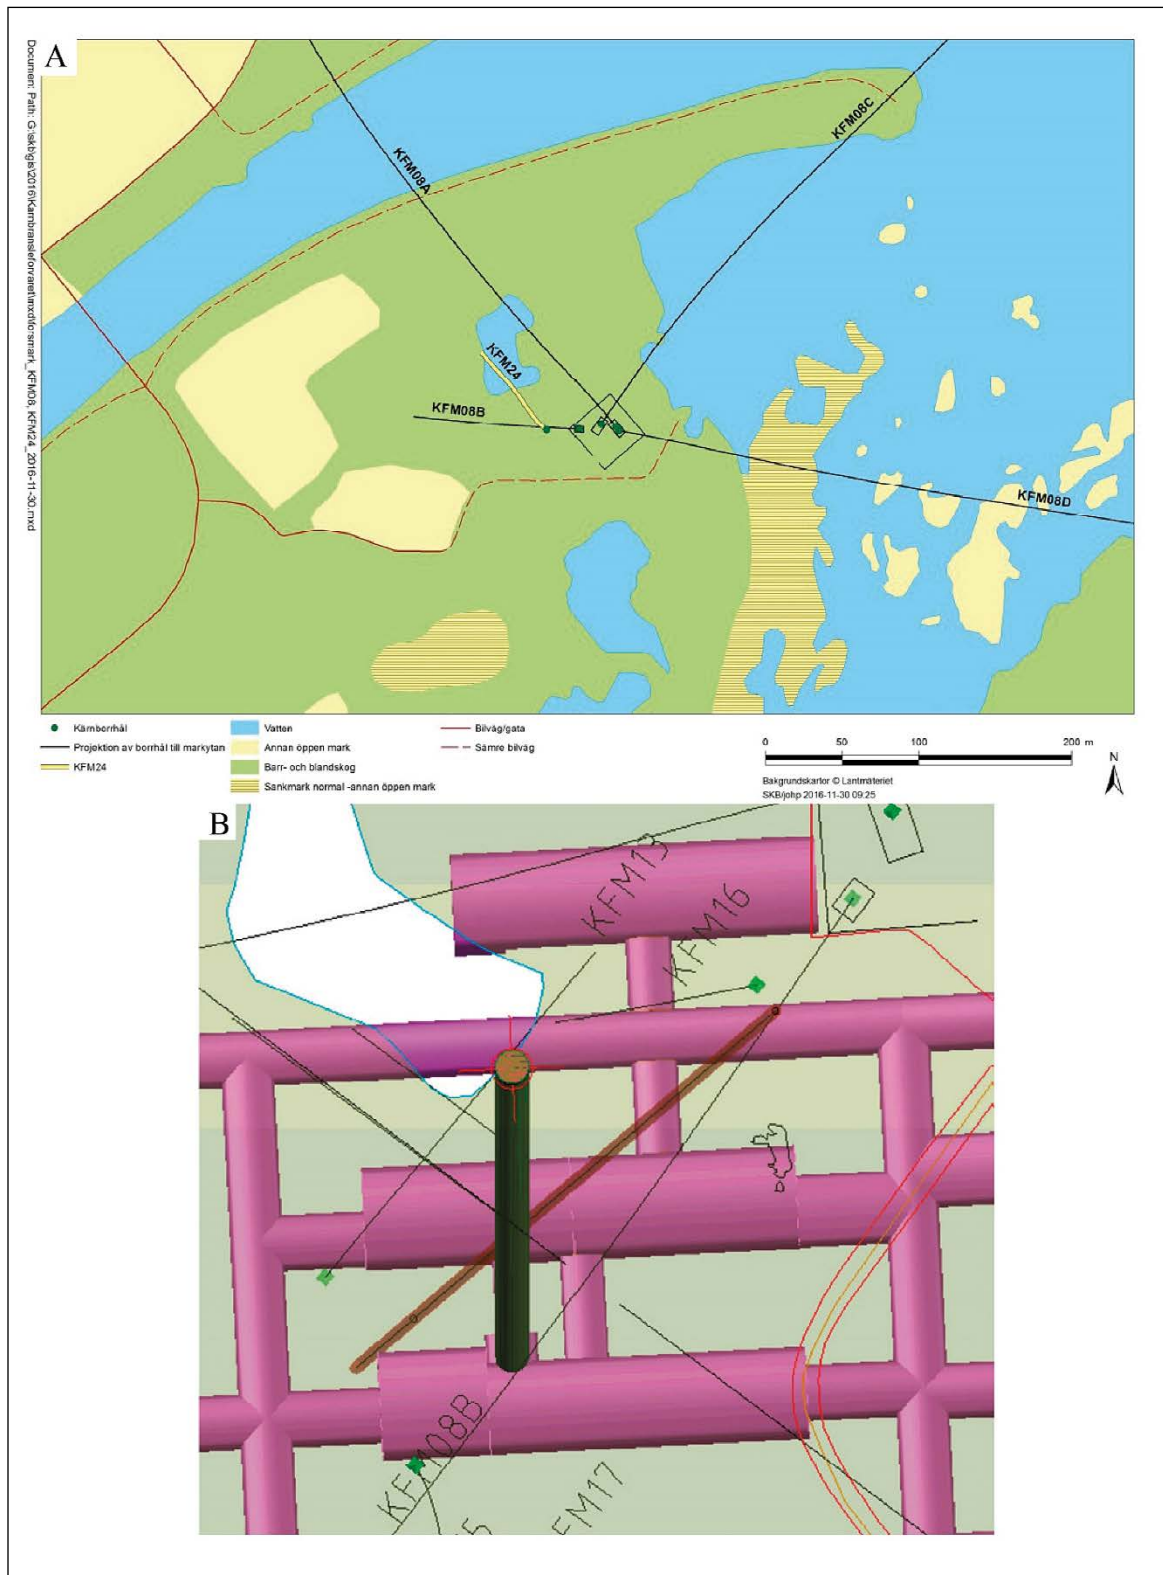 A
Document Path: G:\skb\gis\2016\Kärnbränsleförvaret\mxd\forsmark_KFM08, KFM24_2016-11-30.mxd
KFM08C
KFM08A
KFM24
KFM08B
KFM08D
Kärnborrhål
Projektion av borrhål till markytan
KFM24
Vatten
Annan öppen mark
Barr- och blandskog
Sankmark normal -annan öppen mark
Bilväg/gata
Sämre bilväg
0 50 100 200 m
N
Bakgrundskartor © Lantmäteriet
SKB/johp 2016-11-30 09:25
B
KFM13
KFM16
KFM08B
FM17